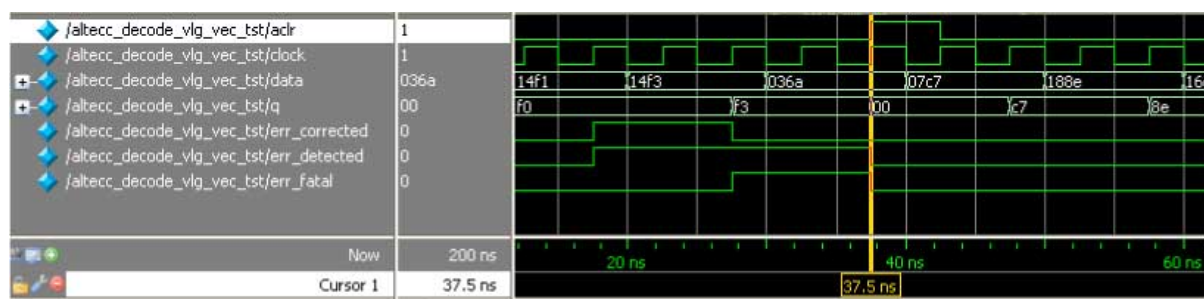 /altecc_decode_vlg_vec_tst/aclr 1
/altecc_decode_vlg_vec_tst/clock 1
/altecc_decode_vlg_vec_tst/data 036a 14f1 14f3 036a 07c7 188e 16
/altecc_decode_vlg_vec_tst/q 00 f0 f3 00 c7 8e
/altecc_decode_vlg_vec_tst/err_corrected 0
/altecc_decode_vlg_vec_tst/err_detected 0
/altecc_decode_vlg_vec_tst/err_fatal 0
Now 200 ns 20 ns 40 ns 60 ns
Cursor 1 37.5 ns 37.5 ns